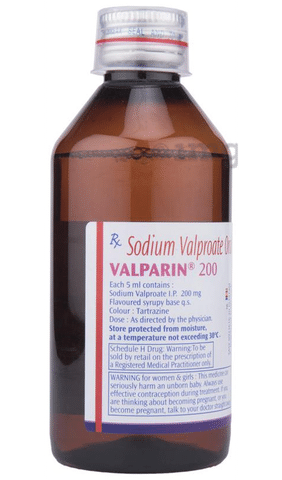 Rx Sodium Valproate
VALPARIN® 200
Each 5 ml contains :
Sodium Valproate I.P. 200 mg
Flavoured syrupy base q.s.
Colour : Tartrazine
Dose : As directed by the physician.
Store protected from moisture,
at a temperature not exceeding 30°C.
Schedule H Drug. Warning:To be
sold by retail on the prescription of
a Registered Medical Practitioner only.
WARNING for women & girls : This
seriously harm an unborn baby. Always
effective contraception during treatment. If
are thinking about becoming pregnant, or you
become pregnant, talk to your doctor straight